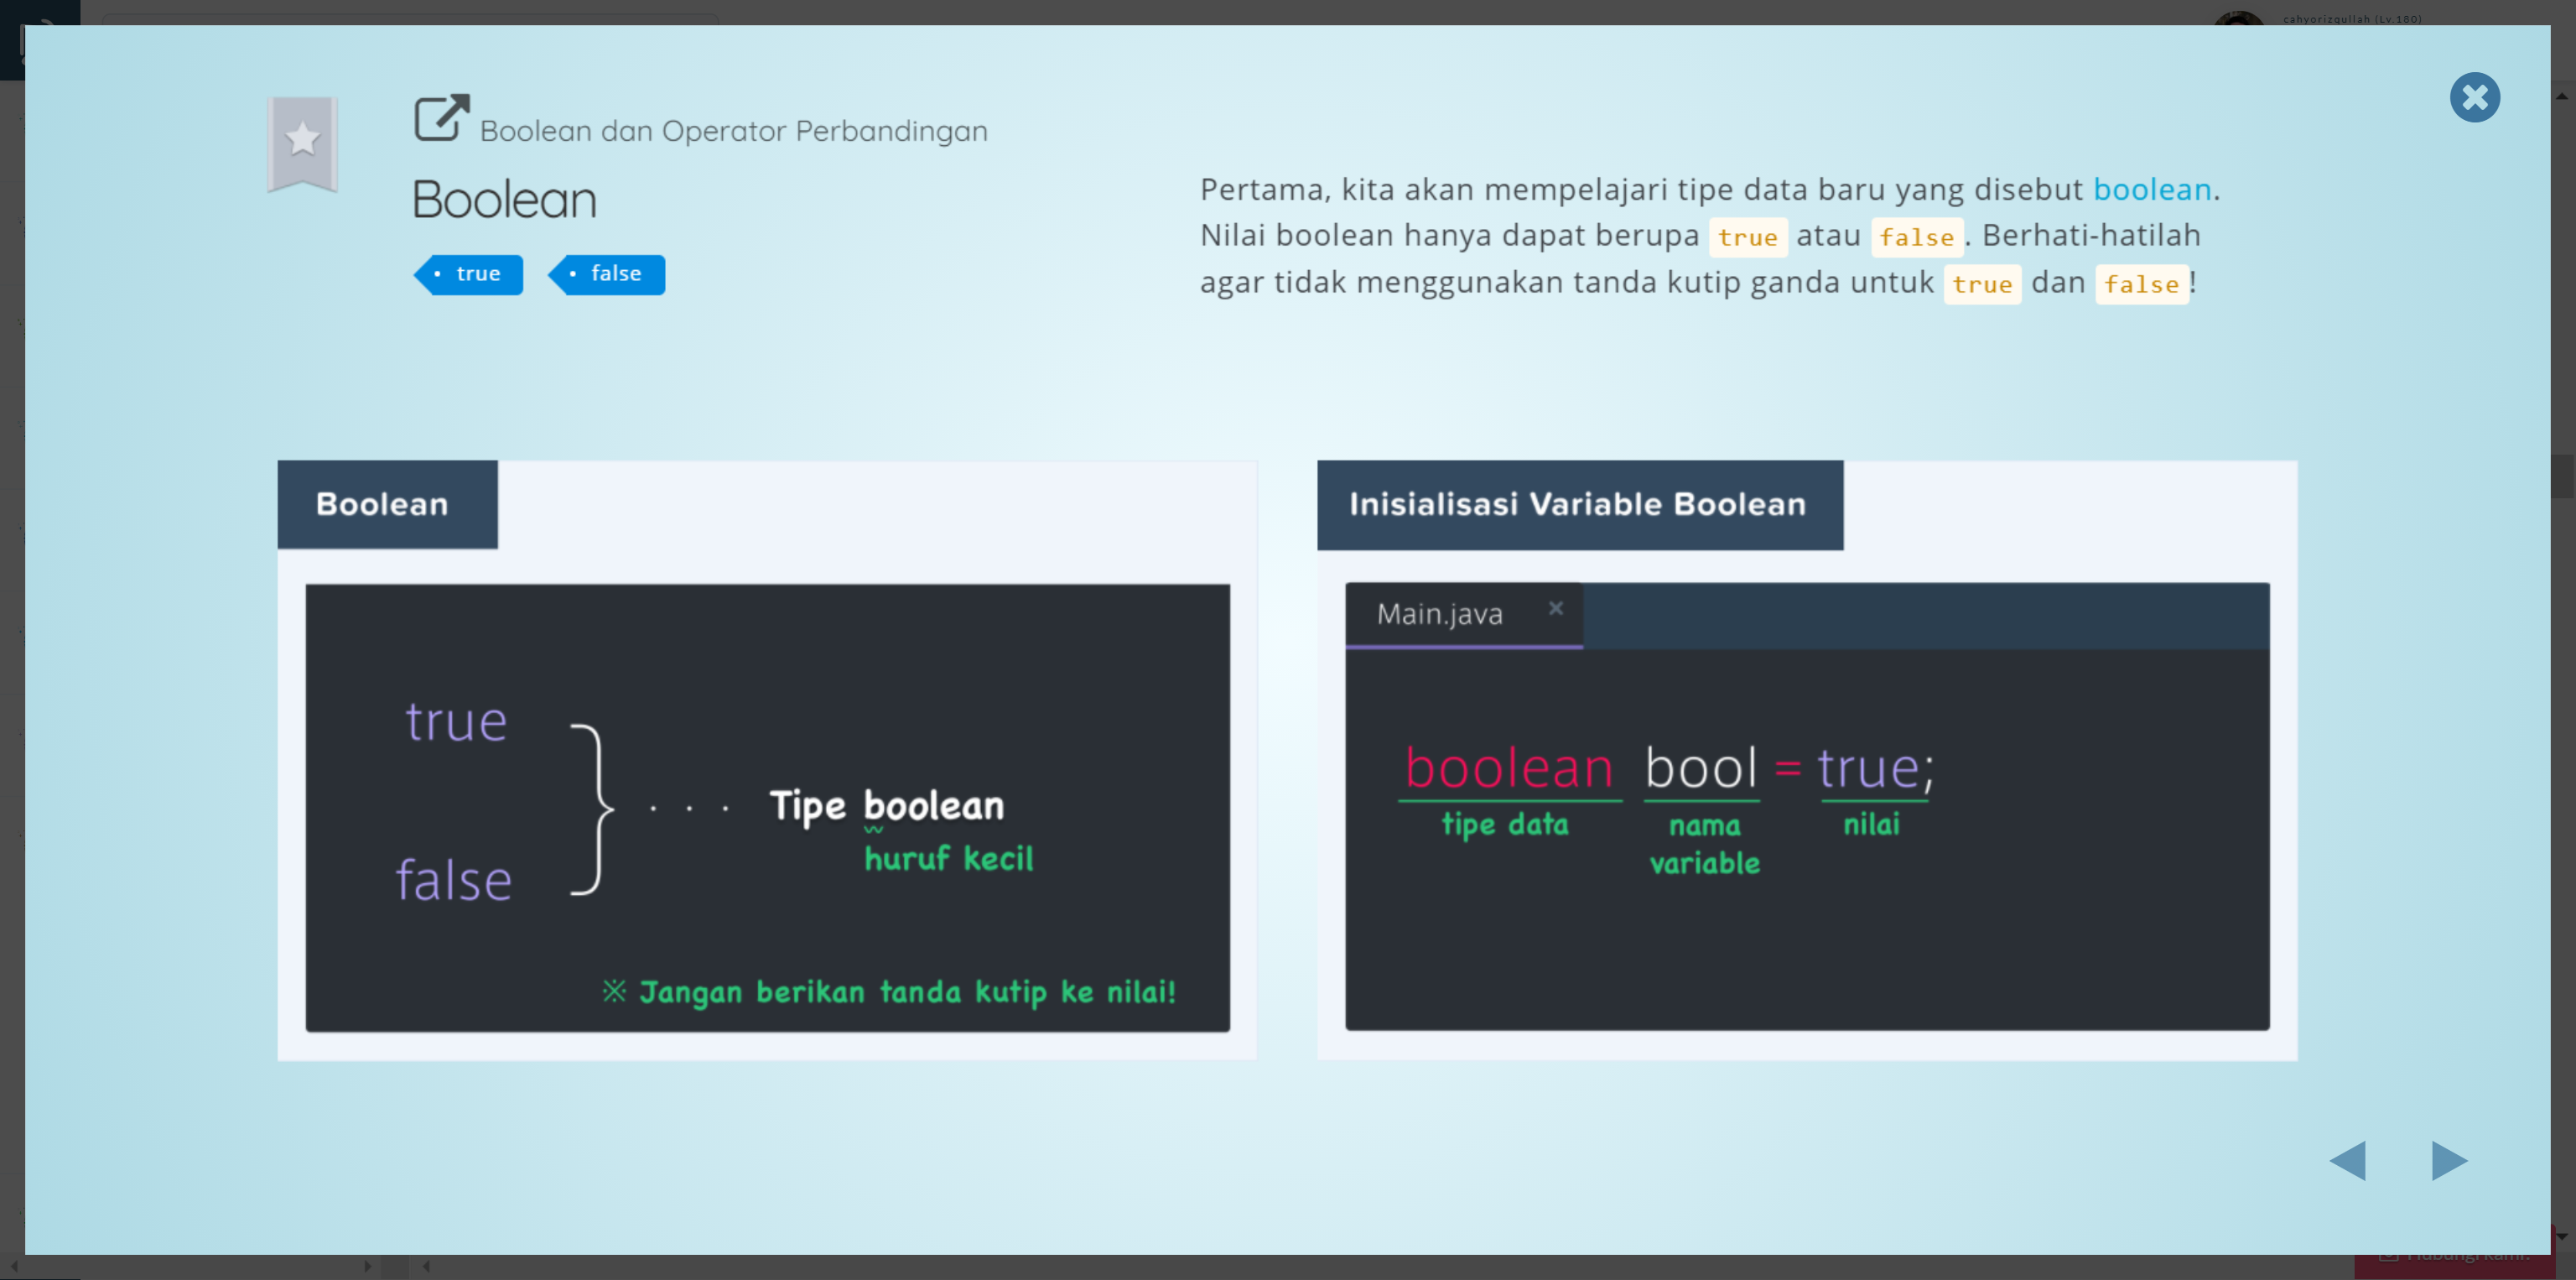 cahyorizqullah (Lv.180)
Boolean dan Operator Perbandingan
Boolean
• true • false
Pertama, kita akan mempelajari tipe data baru yang disebut boolean.
Nilai boolean hanya dapat berupa true atau false. Berhati-hatilah
agar tidak menggunakan tanda kutip ganda untuk true dan false!
Boolean
true
false
. . . Tipe boolean
huruf kecil
※ Jangan berikan tanda kutip ke nilai!
Inisialisasi Variable Boolean
Main.java ×
boolean bool = true;
tipe data nama nilai
variable
Hubungi kami!